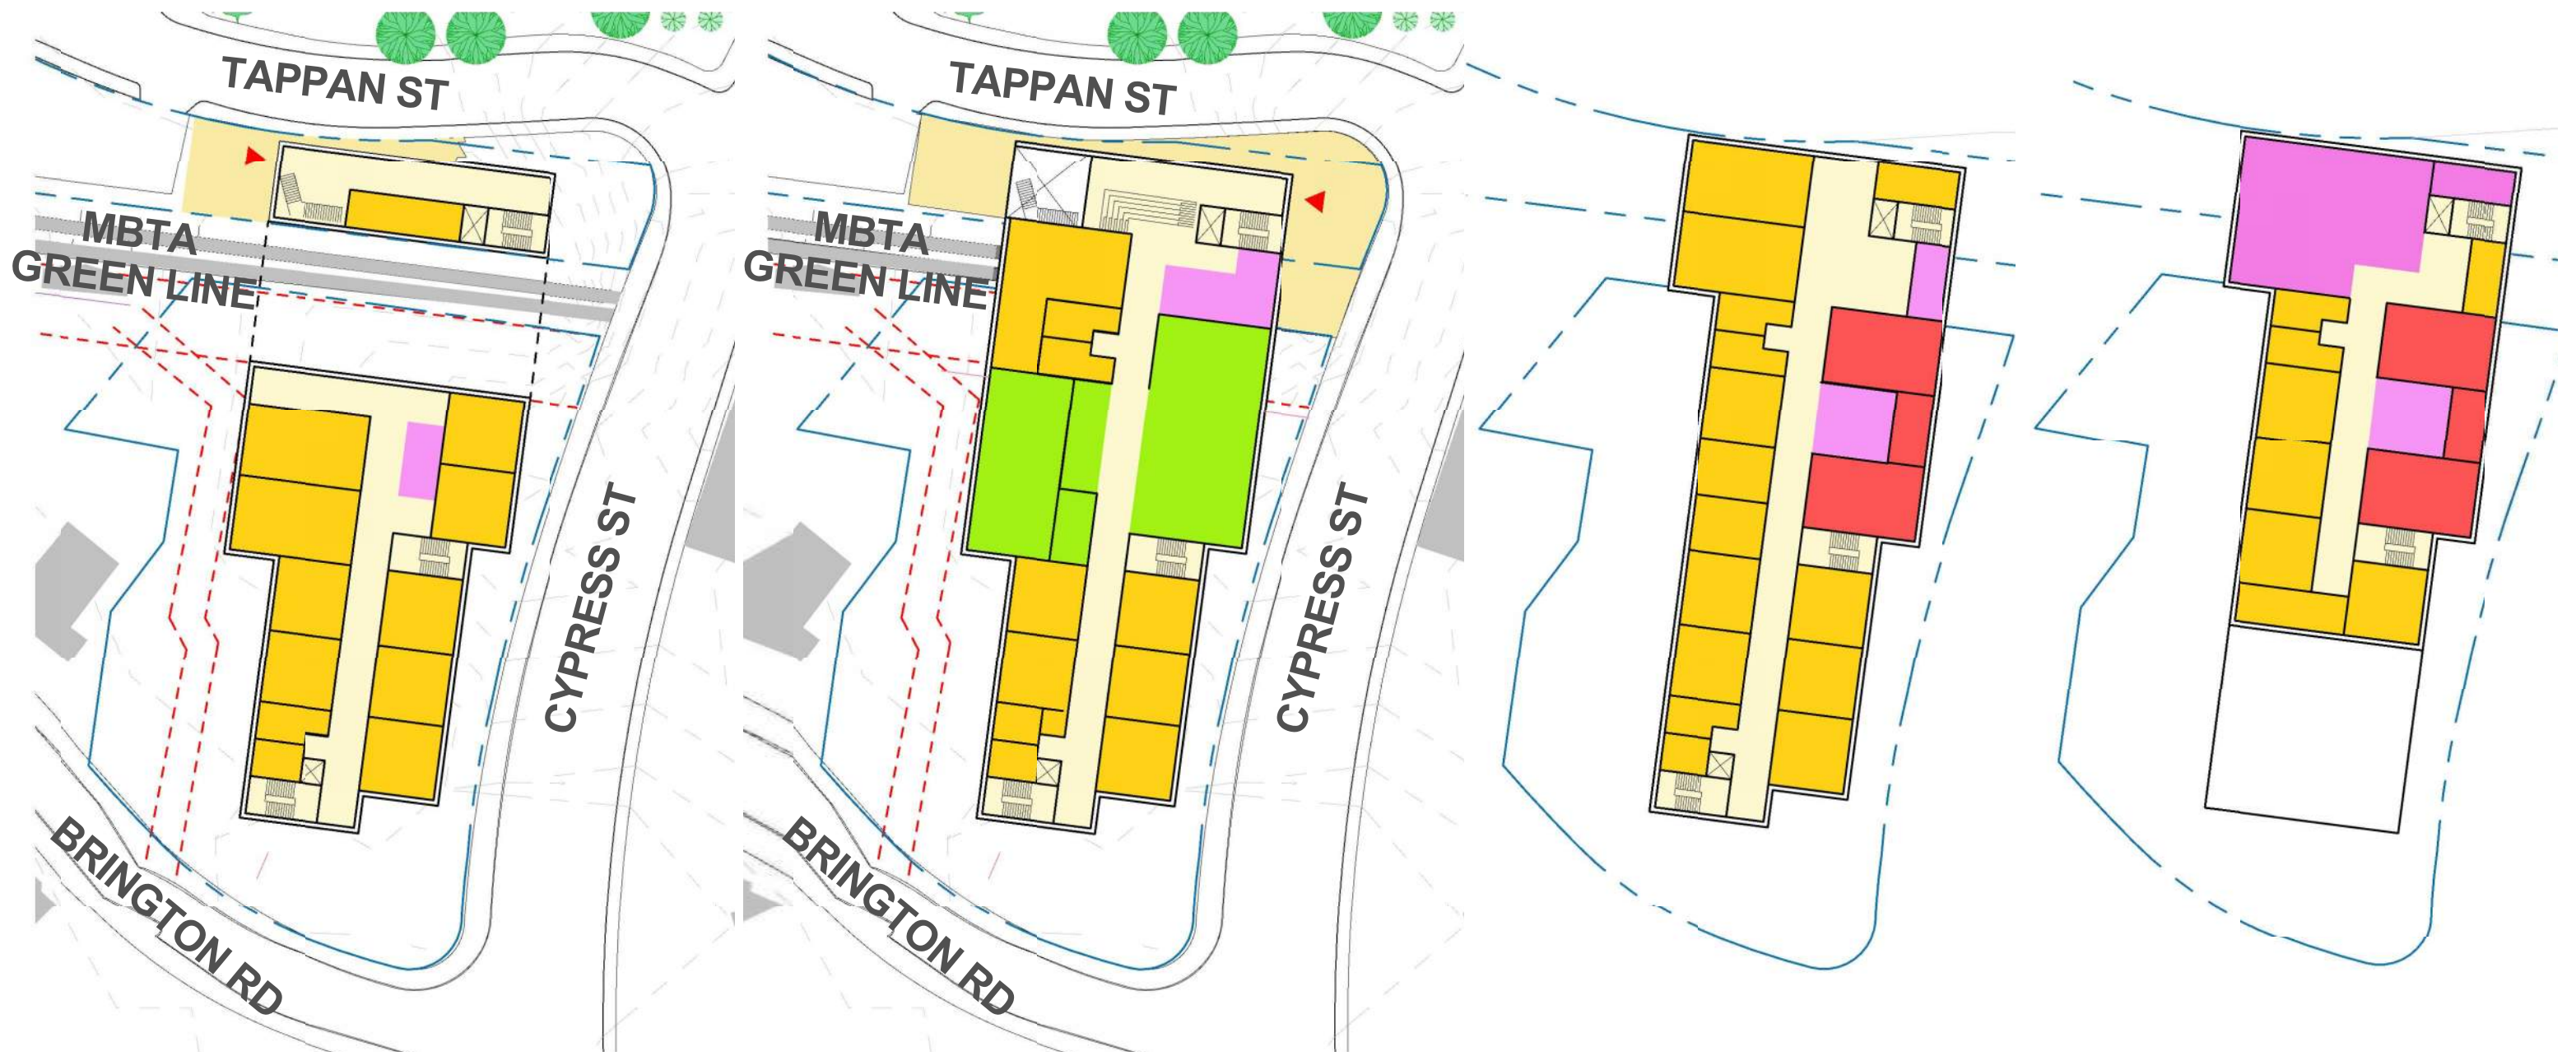 TAPPAN ST
MBTA
GREEN LINE
CYPRESS ST
BRINGTON RD
TAPPAN ST
MBTA
GREEN LINE
CYPRESS ST
BRINGTON RD